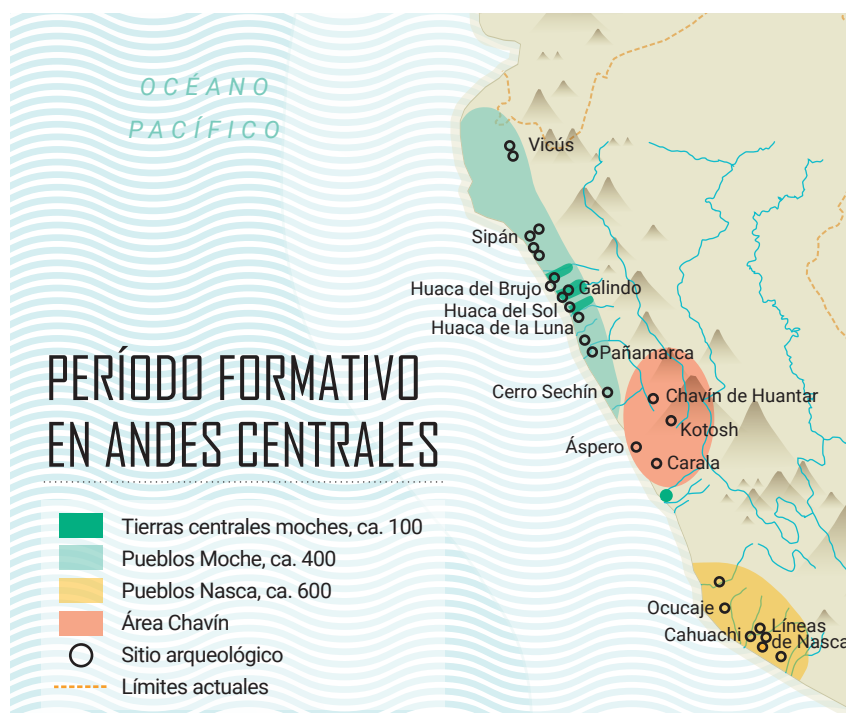 OCÉANO
PACÍFICO
Vicús
Sipán
Huaca del Brujo
Galindo
Huaca del Sol
Huaca de la Luna
Pañamarca
Cerro Sechín
Chavín de Huantar
Kotosh
Áspero
Carala
Ocucaje
Líneas
de Nasca
Cahuachi
PERÍODO FORMATIVO
EN ANDES CENTRALES
Tierras centrales moches, ca. 100
Pueblos Moche, ca. 400
Pueblos Nasca, ca. 600
Área Chavín
Sitio arqueológico
Límites actuales